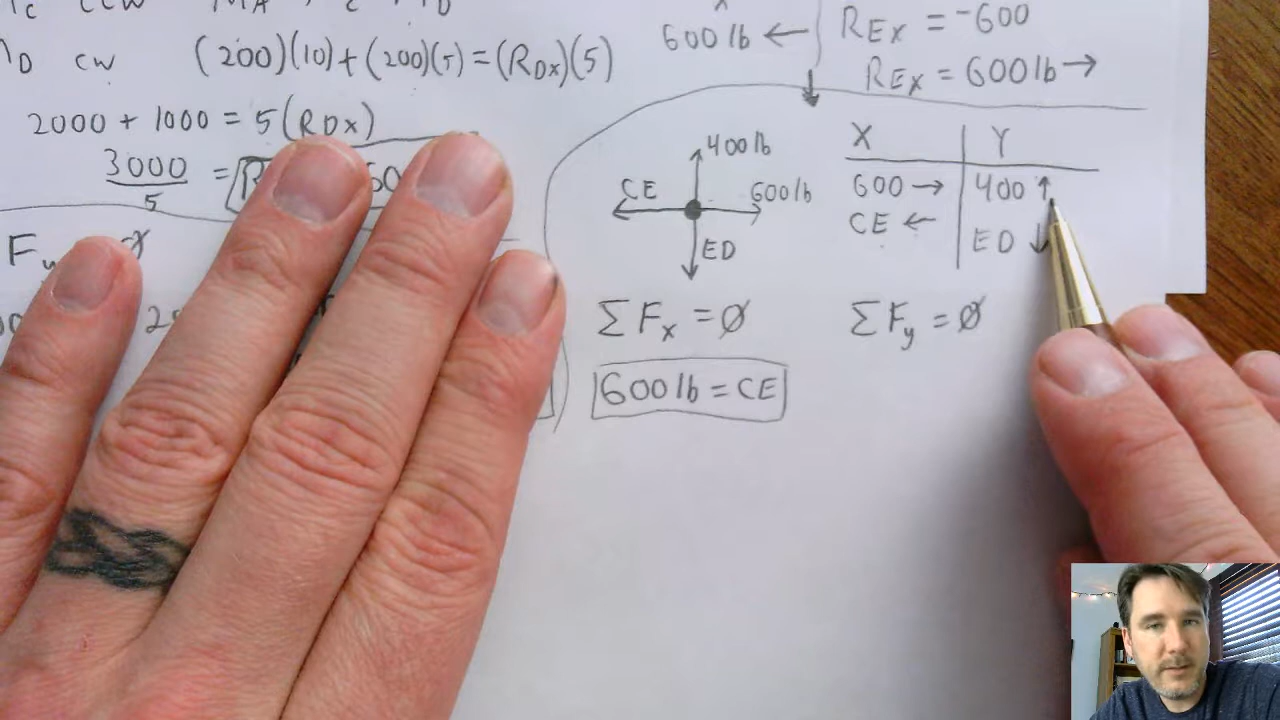 CCW
D CW (200)(10)+(200)(5)=(RDx)(5)
2000 + 1000 = 5(RDx)
3000/5 =
600 lb ←
REx = -600
REx = 600 lb →
400 lb
CE
600 lb
ED
X Y
600 → 400 ↑
CE ← ED ↓
ΣFx = Ø
ΣFy = Ø
600 lb = CE